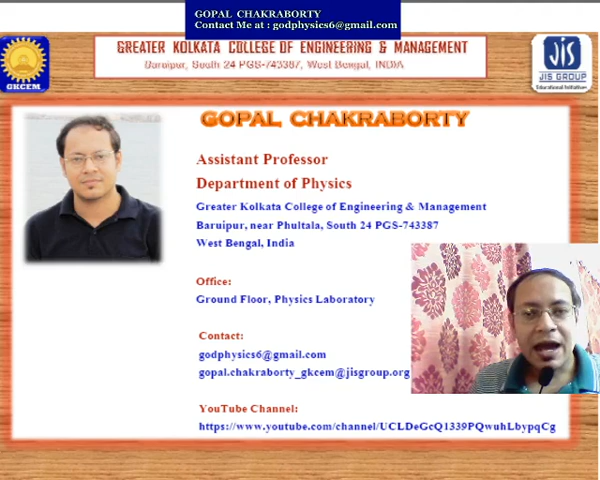 GOPAL CHAKRABORTY
Contact Me at : godphysics6@gmail.com
GREATER KOLKATA COLLEGE OF ENGINEERING & MANAGEMENT
Baruipur, South 24 PGS-743387, West Bengal, INDIA
GKCEM
JIS
JIS GROUP
Educational Initiatives
GOPAL CHAKRABORTY
Assistant Professor
Department of Physics
Greater Kolkata College of Engineering & Management
Baruipur, near Phultala, South 24 PGS-743387
West Bengal, India
Office:
Ground Floor, Physics Laboratory
Contact:
godphysics6@gmail.com
gopal.chakraborty_gkcem@jisgroup.org
YouTube Channel:
https://www.youtube.com/channel/UCLDeGcQ1339PQwuhLbypqCg